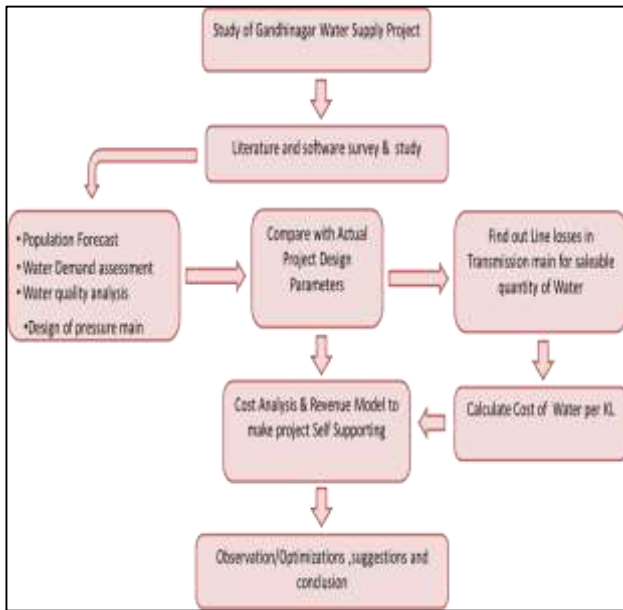 Study of Gandhinagar Water Supply Project
Literature and software survey & study
• Population Forecast
• Water Demand assessment
• Water quality analysis
•Design of pressure main
Compare with Actual
Project Design
Parameters
Find out Line losses in
Transmission main for saleable
quantity of Water
Cost Analysis & Revenue Model to
make project Self Supporting
Calculate Cost of Water per KL
Observation/Optimizations ,suggestions and
conclusion